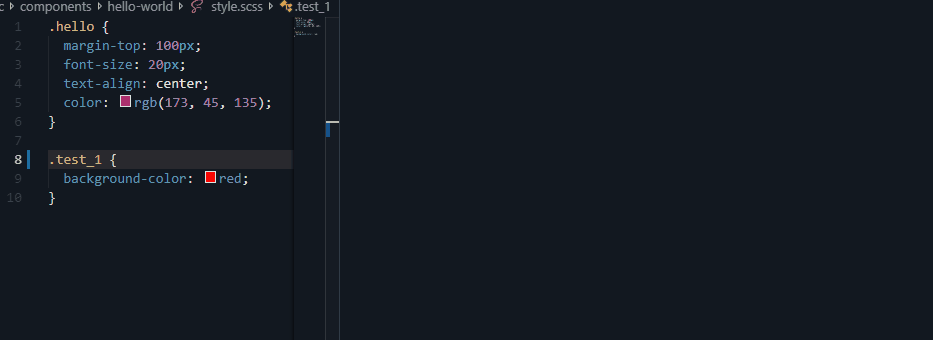 c components hello-world style.scss .test_1
1 .hello {
2 margin-top: 100px;
3 font-size: 20px;
4 text-align: center;
5 color: rgb(173, 45, 135);
6 }
7
8 .test_1 {
9 background-color: red;
10 }